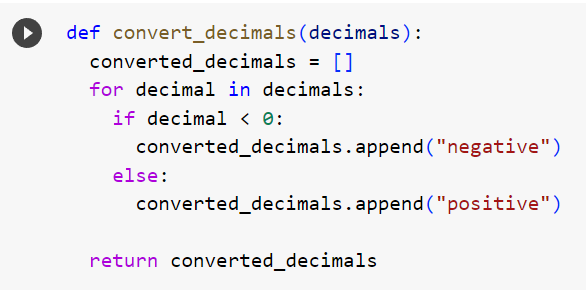 def convert_decimals(decimals):
  converted_decimals = []
  for decimal in decimals:
    if decimal < 0:
      converted_decimals.append("negative")
    else:
      converted_decimals.append("positive")

  return converted_decimals